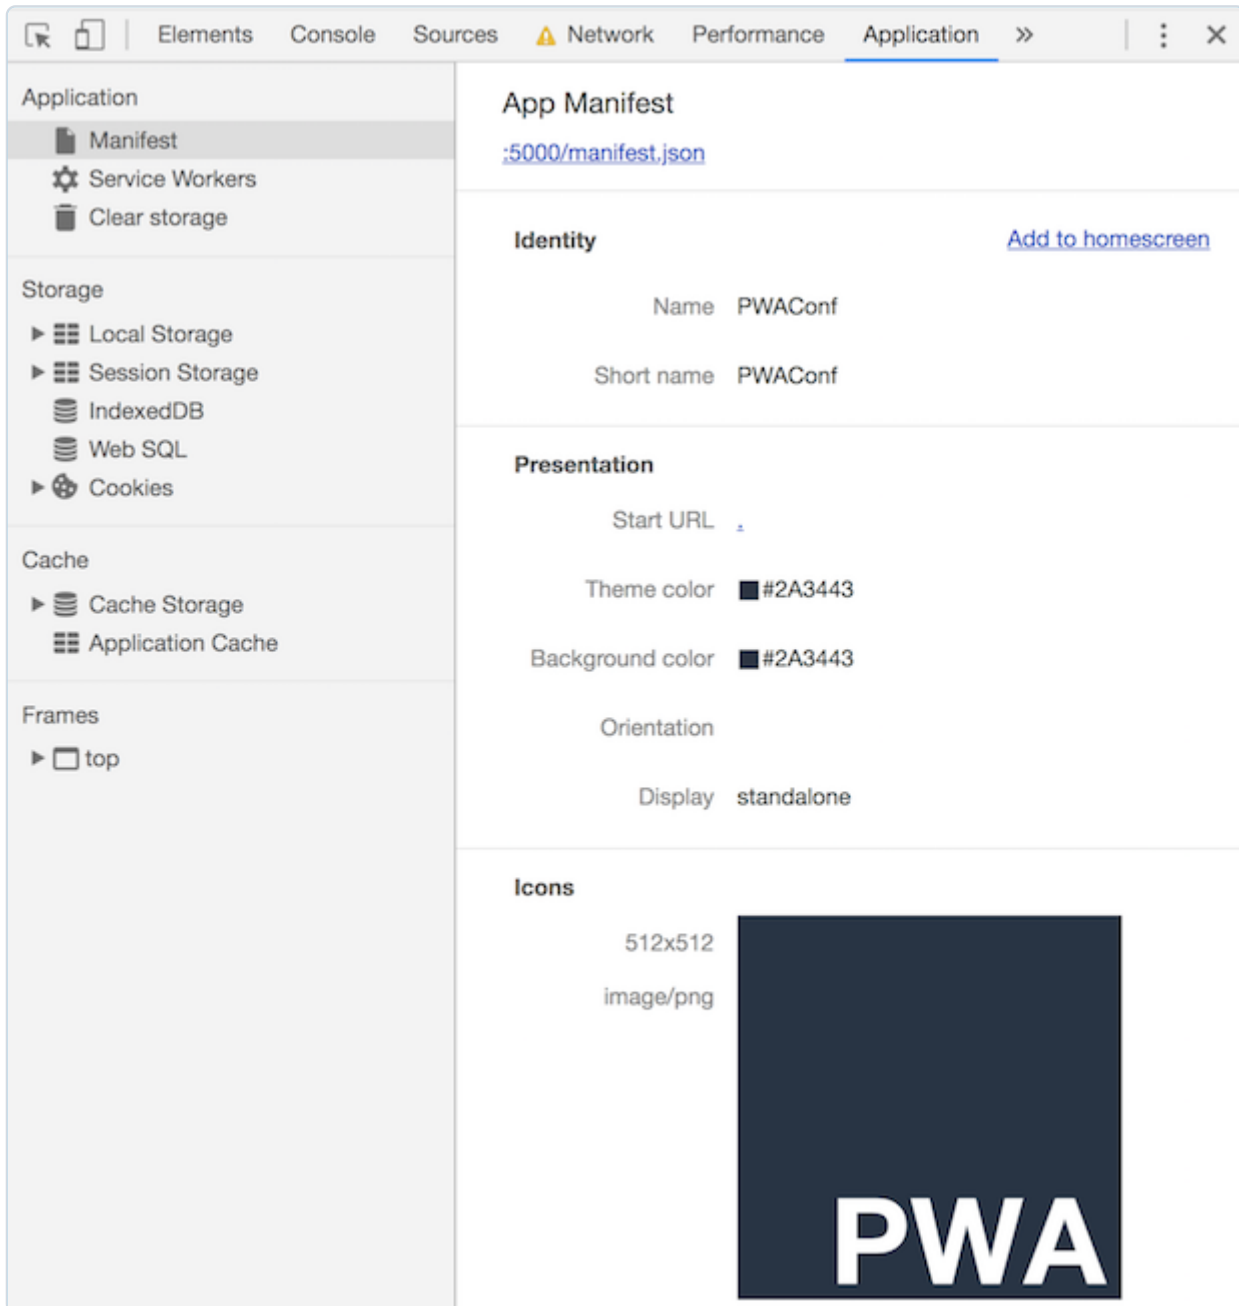 Elements Console Sources Network Performance Application »
Application
Manifest
Service Workers
Clear storage
Storage
Local Storage
Session Storage
IndexedDB
Web SQL
Cookies
Cache
Cache Storage
Application Cache
Frames
top
App Manifest
:5000/manifest.json
Identity Add to homescreen
Name PWAConf
Short name PWAConf
Presentation
Start URL .
Theme color #2A3443
Background color #2A3443
Orientation
Display standalone
Icons
512x512
image/png
PWA